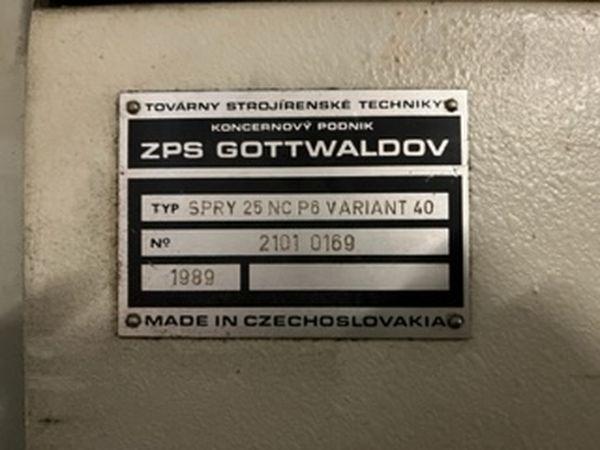 TOVÁRNY STROJÍRENSKÉ TECHNIKY
KONCERNOVÝ PODNIK
ZPS GOTTWALDOV
TYP SPRY 25 NC P6 VARIANT 40
Nº 2101 0169
1989
MADE IN CZECHOSLOVAKIA